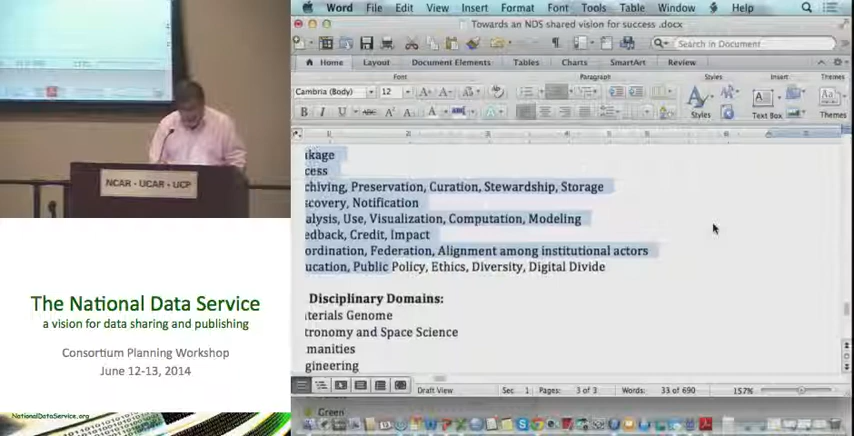 Word File Edit View Insert Format Font Tools Table Window Help
Towards an NDS shared vision for success .docx
Search in Document
Home Layout Document Elements Tables Charts SmartArt Review
Font Paragraph Styles Insert Themes
Cambria (Body) 12
Styles Text Box Themes
kage
cess
chiving, Preservation, Curation, Stewardship, Storage
covery, Notification
alysis, Use, Visualization, Computation, Modeling
edback, Credit, Impact
ordination, Federation, Alignment among institutional actors
ucation, Public Policy, Ethics, Diversity, Digital Divide
Disciplinary Domains:
terials Genome
tronomy and Space Science
manities
gineering
Draft View Sec 1 Pages: 3 of 3 Words: 33 of 690 157%
Green
NCAR · UCAR · UCP
The National Data Service
a vision for data sharing and publishing
Consortium Planning Workshop
June 12-13, 2014
NationalDataService.org